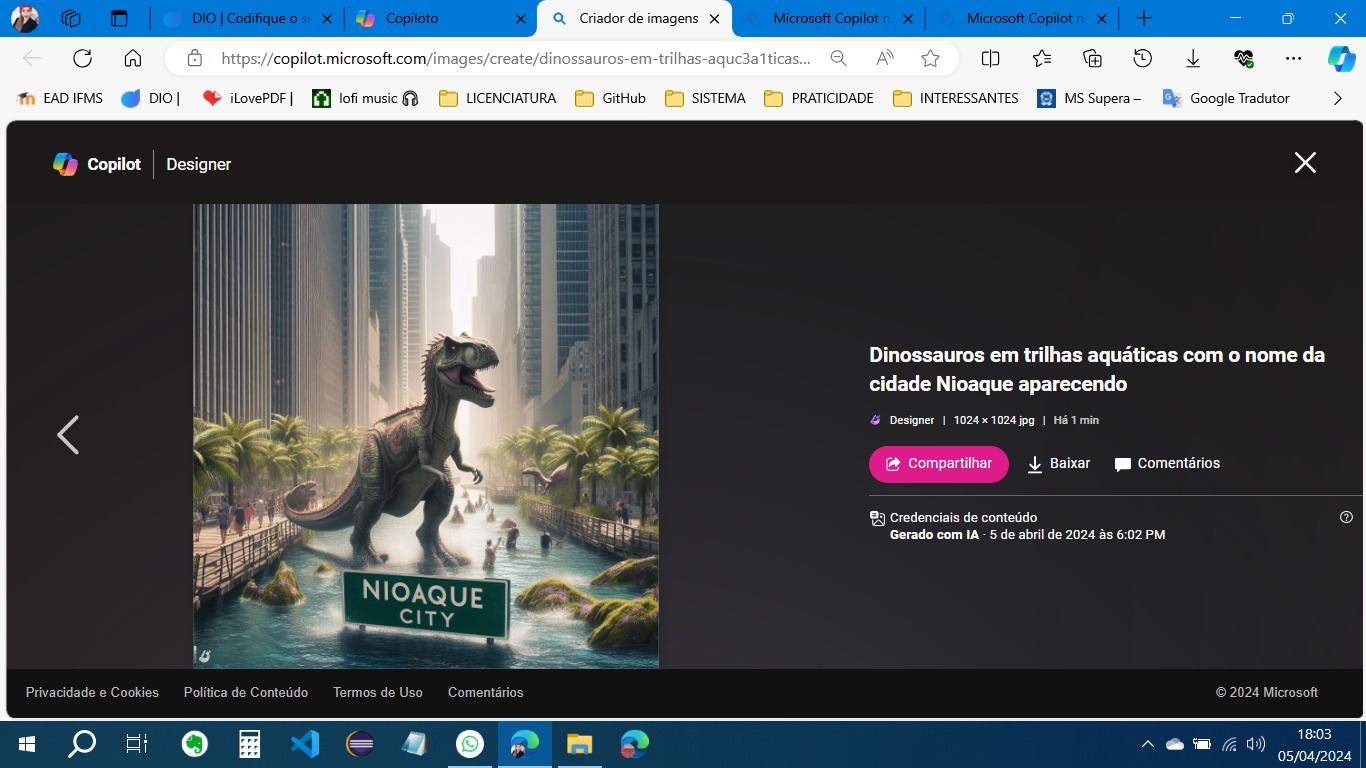 DIO | Codifique o s
Copiloto
Criador de imagens
Microsoft Copilot n
Microsoft Copilot n
https://copilot.microsoft.com/images/create/dinossauros-em-trilhas-aquc3a1ticas...
EAD IFMS
DIO |
iLovePDF |
lofi music
LICENCIATURA
GitHub
SISTEMA
PRATICIDADE
INTERESSANTES
MS Supera –
Google Tradutor
Copilot | Designer
Dinossauros em trilhas aquáticas com o nome da
cidade Nioaque aparecendo
Designer | 1024 × 1024 jpg | Há 1 min
Compartilhar
Baixar
Comentários
Credenciais de conteúdo
Gerado com IA · 5 de abril de 2024 às 6:02 PM
NIOAQUE
CITY
Privacidade e Cookies
Política de Conteúdo
Termos de Uso
Comentários
© 2024 Microsoft
18:03
05/04/2024